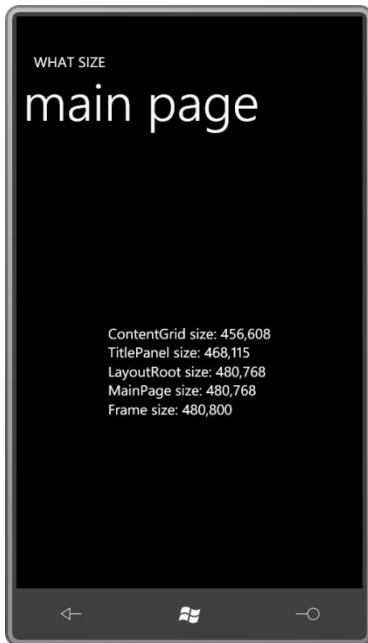 WHAT SIZE
main page
ContentGrid size: 456,608
TitlePanel size: 468,115
LayoutRoot size: 480,768
MainPage size: 480,768
Frame size: 480,800